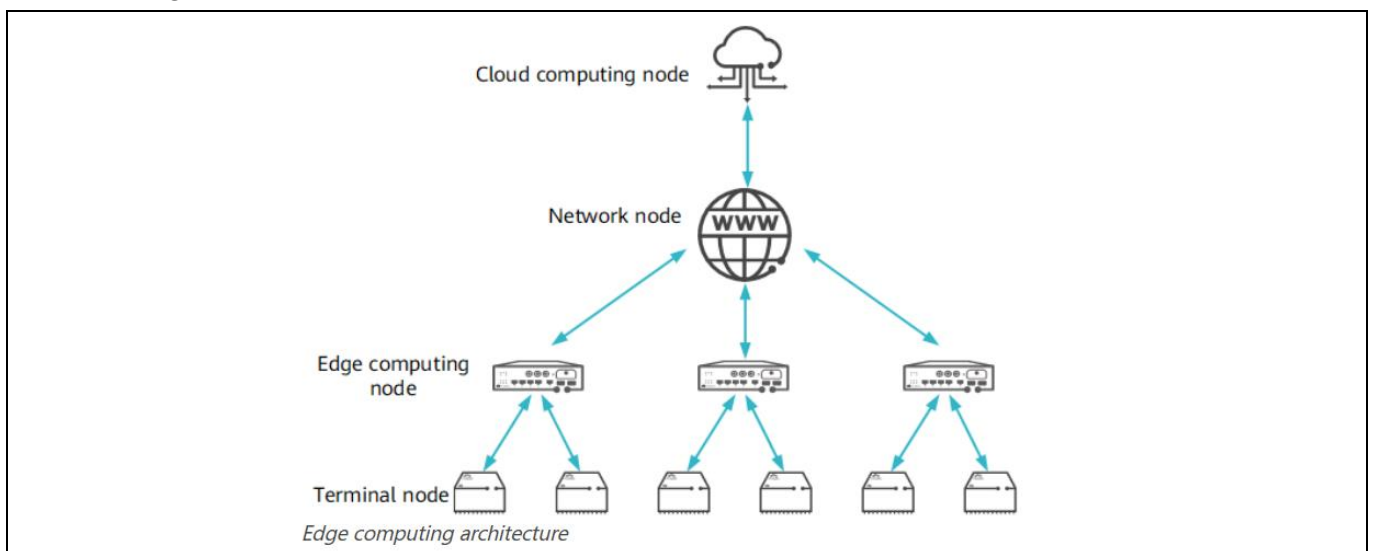 Cloud computing node
Network node
WWW
Edge computing
node
Terminal node
Edge computing architecture